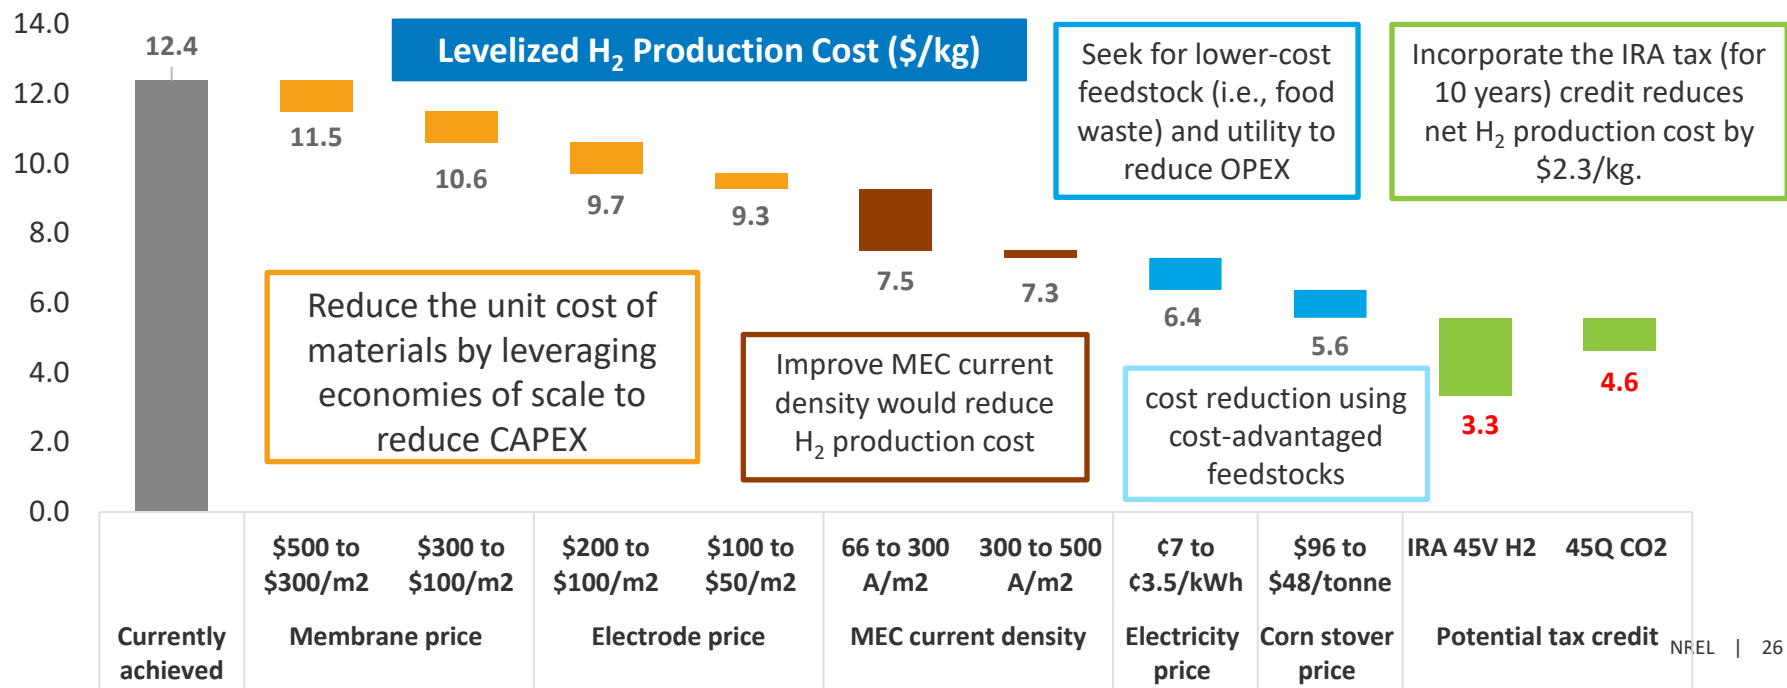 14.0
12.0
10.0
8.0
6.0
4.0
2.0
0.0
Levelized H₂ Production Cost ($/kg)
12.4
11.5
10.6
9.7
9.3
7.5
7.3
6.4
5.6
3.3
4.6
Seek for lower-cost
feedstock (i.e., food
waste) and utility to
reduce OPEX
Incorporate the IRA tax (for
10 years) credit reduces
net H₂ production cost by
$2.3/kg.
Reduce the unit cost of
materials by leveraging
economies of scale to
reduce CAPEX
Improve MEC current
density would reduce
H₂ production cost
cost reduction using
cost-advantaged
feedstocks
Currently
achieved
$500 to
$300/m2
$300 to
$100/m2
Membrane price
$200 to
$100/m2
$100 to
$50/m2
Electrode price
66 to 300
A/m2
300 to 500
A/m2
MEC current density
¢7 to
¢3.5/kWh
Electricity
price
$96 to
$48/tonne
Corn stover
price
IRA 45V H2
45Q CO2
Potential tax credit
NREL | 26